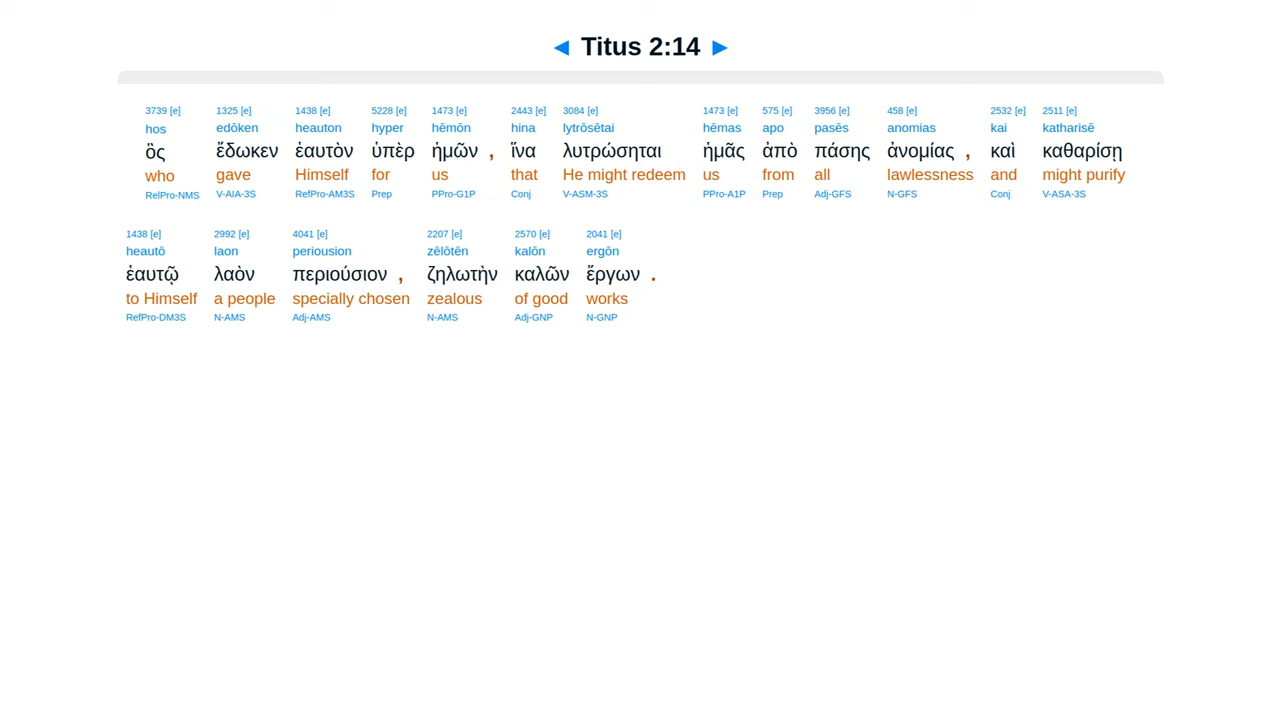 ◄ Titus 2:14 ►
3739 [e] 1325 [e] 1438 [e] 5228 [e] 1473 [e] 2443 [e] 3084 [e] 1473 [e] 575 [e] 3956 [e] 458 [e] 2532 [e] 2511 [e]
hos edōken heauton hyper hēmōn hina lytrōsētai hēmas apo pasēs anomias kai katharisē
ὃς ἔδωκεν ἑαυτὸν ὑπὲρ ἡμῶν , ἵνα λυτρώσηται ἡμᾶς ἀπὸ πάσης ἀνομίας , καὶ καθαρίσῃ
who gave Himself for us that He might redeem us from all lawlessness and might purify
RelPro-NMS V-AIA-3S RefPro-AM3S Prep PPro-G1P Conj V-ASM-3S PPro-A1P Prep Adj-GFS N-GFS Conj V-ASA-3S
1438 [e] 2992 [e] 4041 [e] 2207 [e] 2570 [e] 2041 [e]
heautō laon periousion zēlōtēn kalōn ergōn
ἑαυτῷ λαὸν περιούσιον , ζηλωτὴν καλῶν ἔργων .
to Himself a people specially chosen zealous of good works
RefPro-DM3S N-AMS Adj-AMS N-AMS Adj-GNP N-GNP